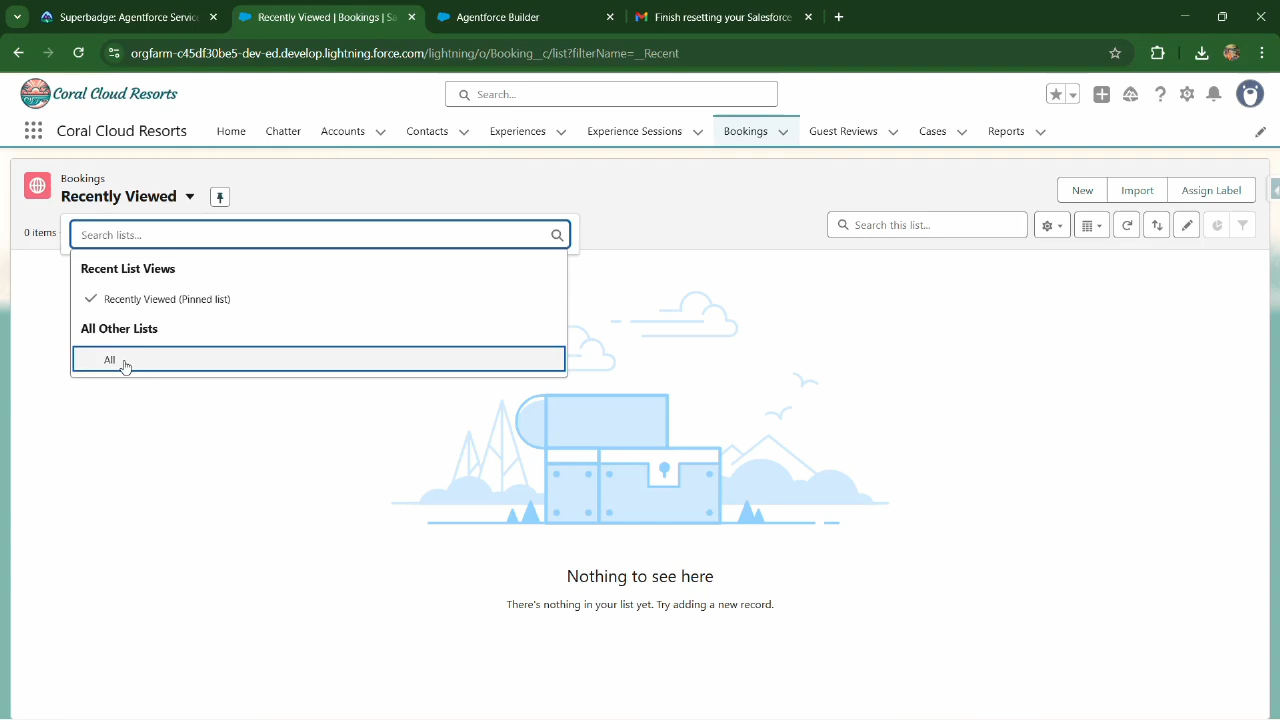 Superbadge: Agentforce Servic
Recently Viewed | Bookings | Sa
Agentforce Builder
Finish resetting your Salesforce
orgfarm-c45df30be5-dev-ed.develop.lightning.force.com/lightning/o/Booking__c/list?filterName=__Recent
Coral Cloud Resorts
Search...
Coral Cloud Resorts
Home
Chatter
Accounts
Contacts
Experiences
Experience Sessions
Bookings
Guest Reviews
Cases
Reports
Bookings
Recently Viewed
New
Import
Assign Label
0 items
Search this list...
Search lists...
Recent List Views
Recently Viewed (Pinned list)
All Other Lists
All
Nothing to see here
There's nothing in your list yet. Try adding a new record.